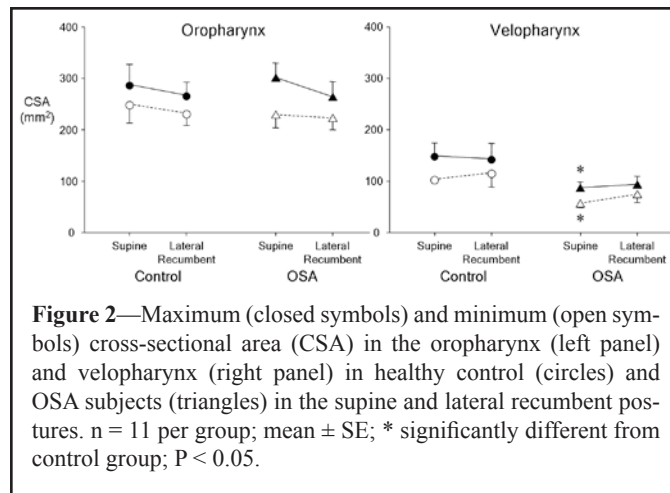 Oropharynx
Velopharynx
400
300
CSA
(mm²)
200
100
0
Supine
Lateral
Recumbent
Control
Supine
Lateral
Recumbent
OSA
400
300
200
100
0
*
*
Supine
Lateral
Recumbent
Control
Supine
Lateral
Recumbent
OSA
Figure 2—Maximum (closed symbols) and minimum (open sym-
bols) cross-sectional area (CSA) in the oropharynx (left panel)
and velopharynx (right panel) in healthy control (circles) and
OSA subjects (triangles) in the supine and lateral recumbent pos-
tures. n = 11 per group; mean ± SE; * significantly different from
control group; P < 0.05.